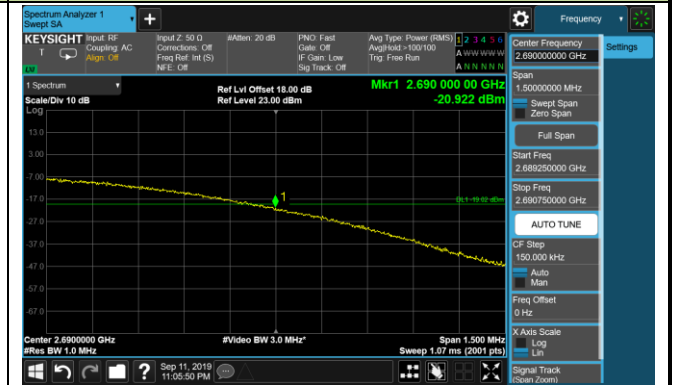 Spectrum Analyzer 1
Swept SA
Frequency
KEYSIGHT
Input: RF
Coupling: AC
Align: Off
Input Z: 50 Ω
Corrections: Off
Freq Ref: Int (S)
NFE: Off
#Atten: 20 dB
PNO: Fast
Gate: Off
IF Gain: Low
Sig Track: Off
Avg Type: Power (RMS)
Avg|Hold:>100/100
Trig: Free Run
1 2 3 4 5 6
A W W W W W
A N N N N N
1 Spectrum
Scale/Div 10 dB
Log
Ref Lvl Offset 18.00 dB
Ref Level 23.00 dBm
Mkr1 2.690 000 00 GHz
-20.922 dBm
13.0
3.00
-7.00
-17.0
-27.0
-37.0
-47.0
-57.0
-67.0
1
DL1 -19.02 dBm
Center 2.6900000 GHz
#Res BW 1.0 MHz
#Video BW 3.0 MHz*
Span 1.500 MHz
Sweep 1.07 ms (2001 pts)
Sep 11, 2019
11:05:50 PM
Center Frequency
2.690000000 GHz
Settings
Span
1.50000000 MHz
Swept Span
Zero Span
Full Span
Start Freq
2.689250000 GHz
Stop Freq
2.690750000 GHz
AUTO TUNE
CF Step
150.000 kHz
Auto
Man
Freq Offset
0 Hz
X Axis Scale
Log
Lin
Signal Track
(Span Zoom)